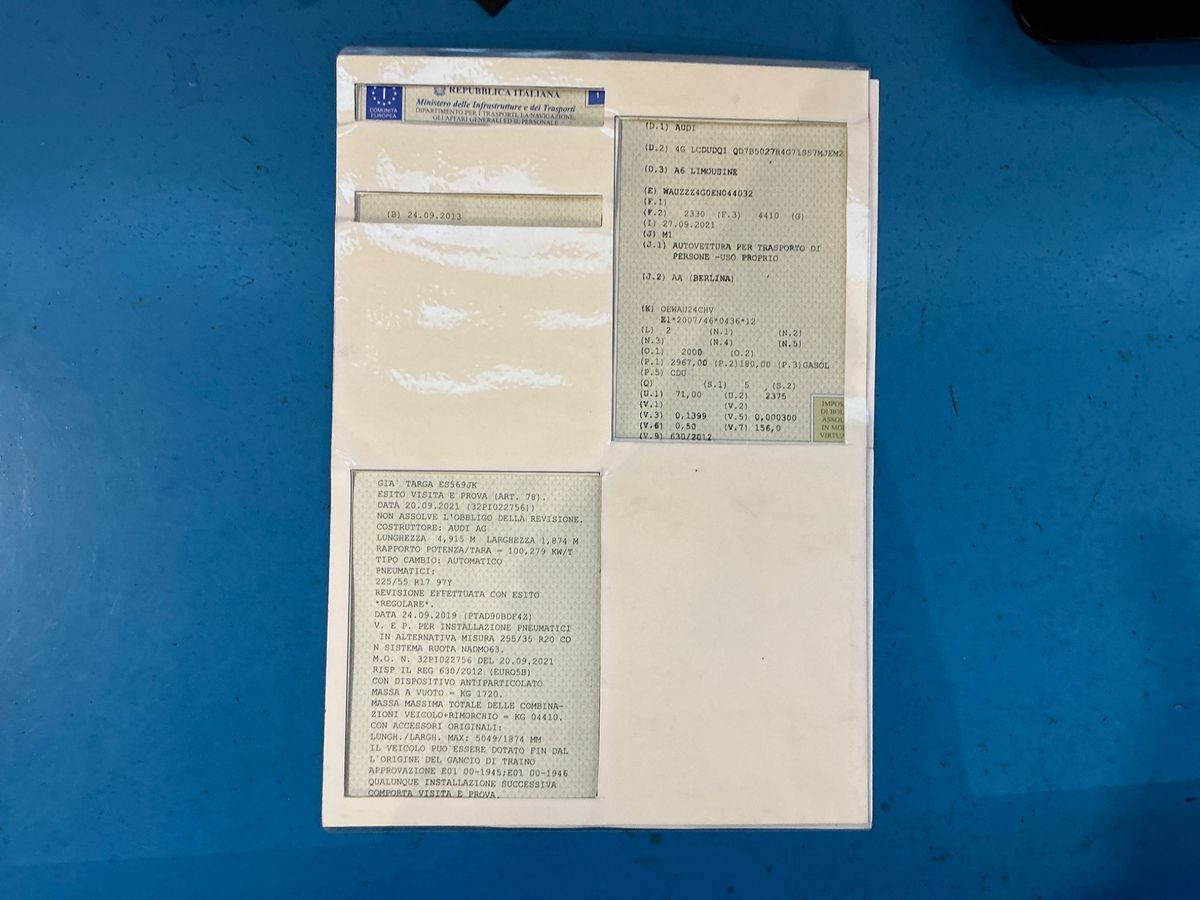 COMUNITÀ
EUROPEA
REPUBBLICA ITALIANA
Ministero delle Infrastrutture e dei Trasporti
DIPARTIMENTO PER I TRASPORTI, LA NAVIGAZIONE,
GLI AFFARI GENERALI ED IL PERSONALE
1
(B) 24.09.2013
(D.1) AUDI
(D.2) 4G LCDUDQ1 QD7B5027R4G71S57MJEM2
(D.3) A6 LIMOUSINE
(E) WAUZZZ4G0EN044032
(F.1)
(F.2) 2330 (F.3) 4410 (G)
(I) 27.09.2021
(J) M1
(J.1) AUTOVETTURA PER TRASPORTO DI
PERSONE -USO PROPRIO
(J.2) AA (BERLINA)
(K) OEWAU24CHV
E1*2007/46*0436*12
(L) 2 (N.1) (N.2)
(N.3) (N.4) (N.5)
(O.1) 2000 (O.2)
(P.1) 2967,00 (P.2)180,00 (P.3)GASOL
(P.5) CDU
(Q) (S.1) 5 (S.2)
(U.1) 71,00 (U.2) 2375
(V.1) (V.2)
(V.3) 0,1399 (V.5) 0,000300
(V.6) 0,50 (V.7) 156,0
(V.9) 630/2012
IMPOS
DI BOL
ASSOL
IN MO
VIRTUA
GIA' TARGA ES569JK
ESITO VISITA E PROVA (ART. 78).
DATA 20.09.2021 (32PI022756))
NON ASSOLVE L'OBBLIGO DELLA REVISIONE.
COSTRUTTORE: AUDI AG
LUNGHEZZA 4,915 M LARGHEZZA 1,874 M
RAPPORTO POTENZA/TARA = 100,279 KW/T
TIPO CAMBIO: AUTOMATICO
PNEUMATICI:
225/55 R17 97Y
REVISIONE EFFETTUATA CON ESITO
*REGOLARE*.
DATA 24.09.2019 (PTAD90BDF4Z)
V. E P. PER INSTALLAZIONE PNEUMATICI
IN ALTERNATIVA MISURA 255/35 R20 CO
N SISTEMA RUOTA NADMO63.
M.O. N. 32PI022756 DEL 20.09.2021
RISP IL REG 630/2012 (EURO5B)
CON DISPOSITIVO ANTIPARTICOLATO
MASSA A VUOTO = KG 1720.
MASSA MASSIMA TOTALE DELLE COMBINA-
ZIONI VEICOLO+RIMORCHIO = KG 04410.
CON ACCESSORI ORIGINALI:
LUNGH./LARGH. MAX: 5049/1874 MM
IL VEICOLO PUO'ESSERE DOTATO FIN DAL
L'ORIGINE DEL GANCIO DI TRAINO
APPROVAZIONE E01 00-1945;E01 00-1946
QUALUNQUE INSTALLAZIONE SUCCESSIVA
COMPORTA VISITA E PROVA.